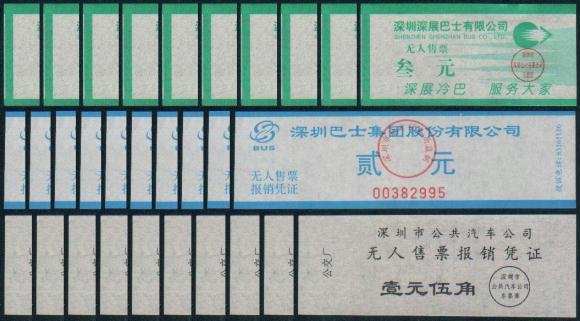 深圳深展巴士有限公司
SHENZHEN SHENZHAN BUS CO., LTD.
无人售票
叁 元
深展冷巴 服务大家
BUS
深圳巴士集团股份有限公司
贰 元
无人售票
报销凭证
00382995
深圳市公共汽车公司
无人售票报销凭证
壹元伍角
深圳市
公共汽车公司
车票章
公交厂